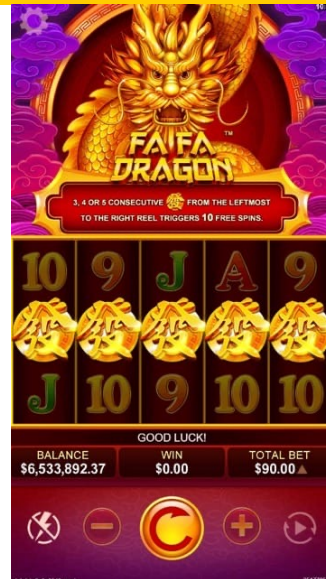 FA FA
DRAGON™
3, 4 OR 5 CONSECUTIVE 發 FROM THE LEFTMOST
TO THE RIGHT REEL TRIGGERS 10 FREE SPINS.
10 9 J A 9
發 發 發 發 發
J 10 9 10 10
GOOD LUCK!
BALANCE WIN TOTAL BET
$6,533,892.37 $0.00 $90.00